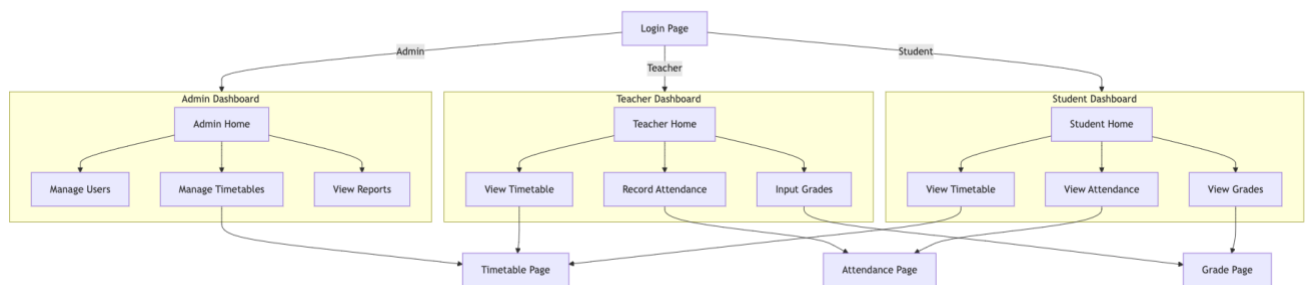 Login Page
Admin
Teacher
Student
Admin Dashboard
Teacher Dashboard
Student Dashboard
Admin Home
Teacher Home
Student Home
Manage Users
Manage Timetables
View Reports
View Timetable
Record Attendance
Input Grades
View Timetable
View Attendance
View Grades
Timetable Page
Attendance Page
Grade Page